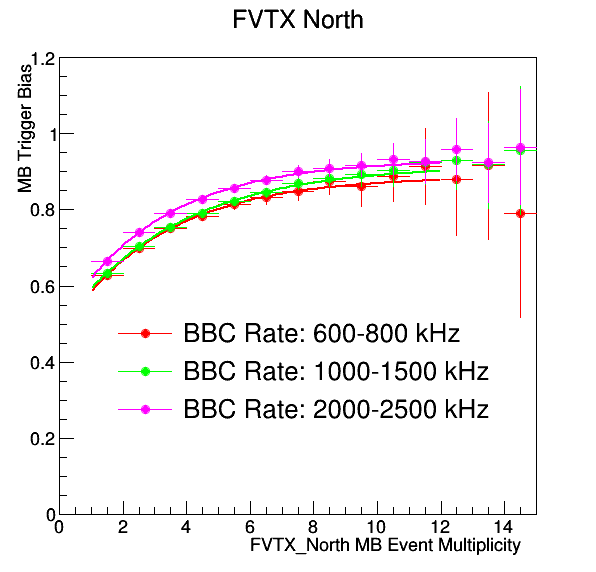 FVTX North
MB Trigger Bias
1.2
1
0.8
0.6
0.4
0.2
0
BBC Rate: 600-800 kHz
BBC Rate: 1000-1500 kHz
BBC Rate: 2000-2500 kHz
0 2 4 6 8 10 12 14
FVTX_North MB Event Multiplicity